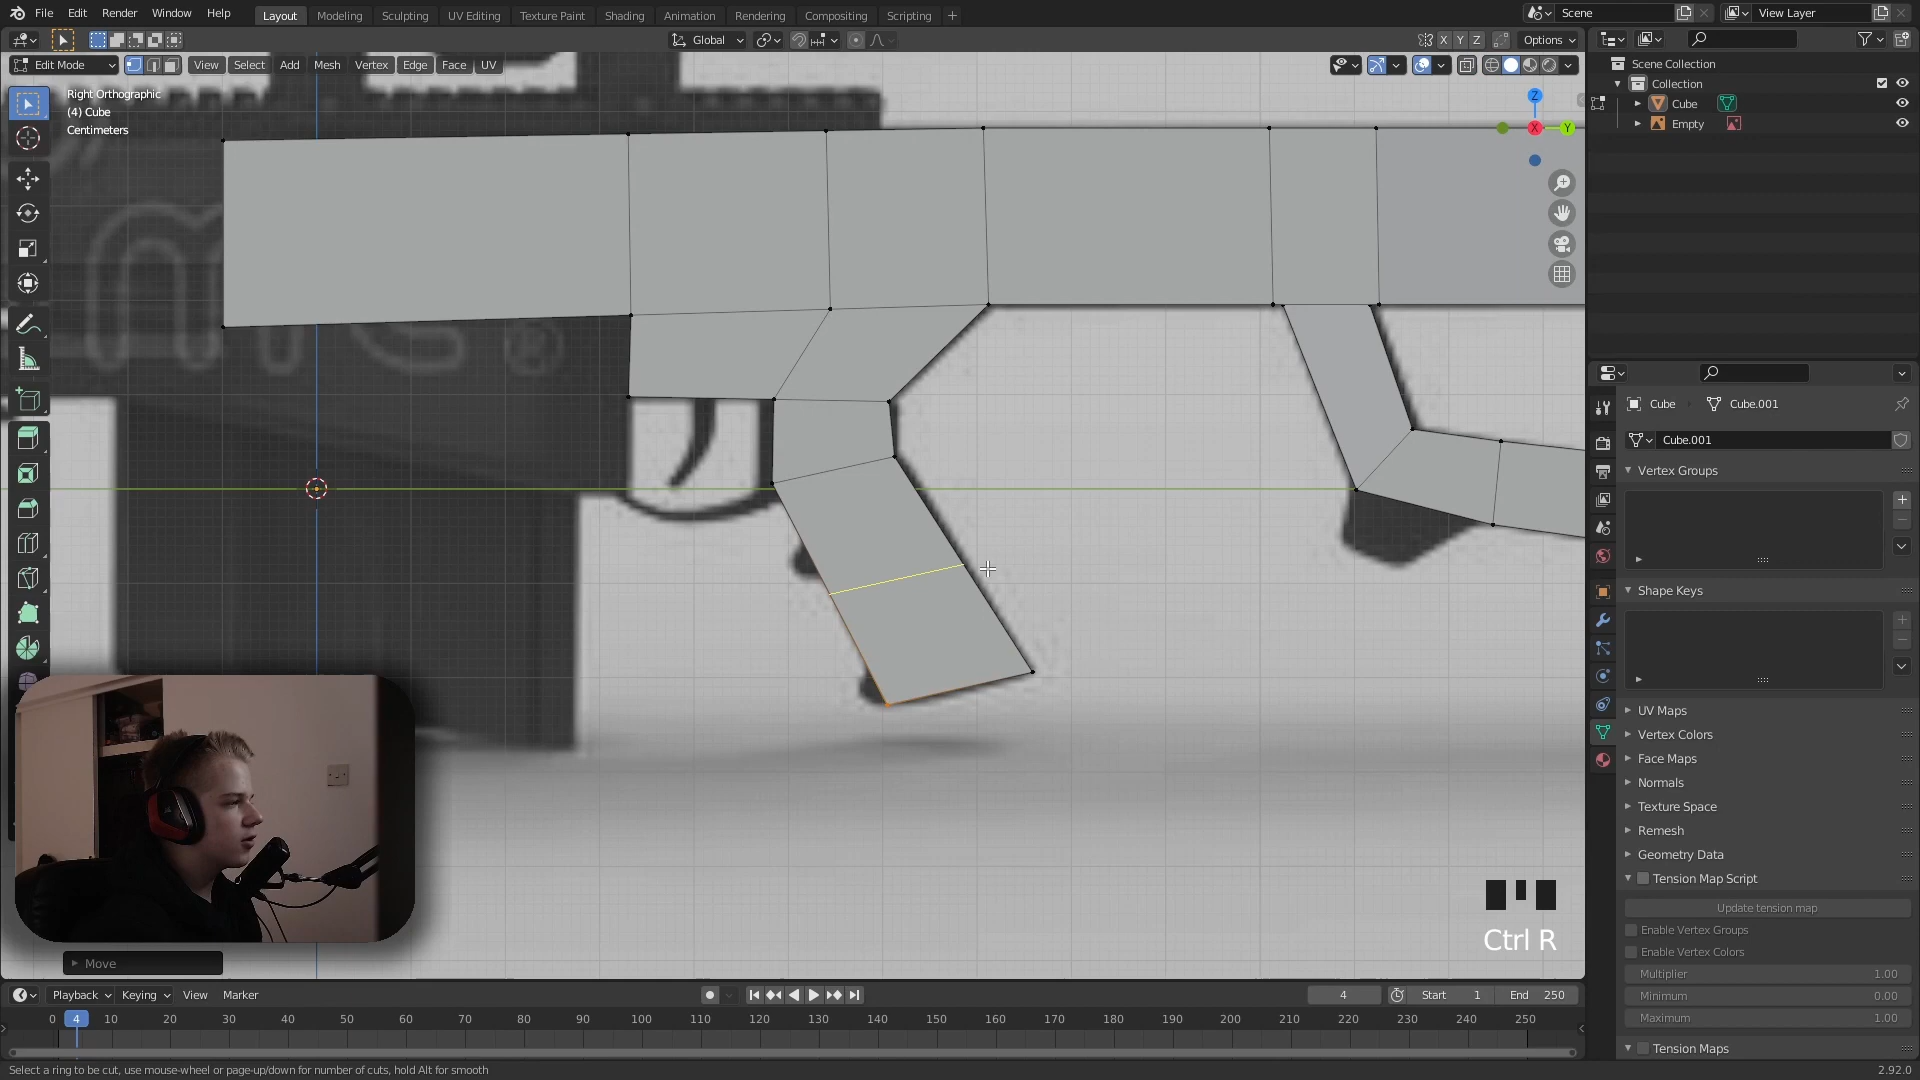 File Edit Render Window Help
Layout Modeling Sculpting UV Editing Texture Paint Shading Animation Rendering Compositing Scripting +
Scene
View Layer
Global
X Y Z
Options
Edit Mode
View Select Add Mesh Vertex Edge Face UV
Right Orthographic
(4) Cube
Centimeters
Z
X
Y
Scene Collection
Collection
Cube
Empty
Cube
Cube.001
Cube.001
Vertex Groups
Shape Keys
UV Maps
Vertex Colors
Face Maps
Normals
Texture Space
Remesh
Geometry Data
Tension Map Script
Update tension map
Enable Vertex Groups
Enable Vertex Colors
Multiplier 1.00
Minimum 0.00
Maximum 1.00
Tension Maps
Ctrl R
Move
Playback Keying View Marker
4
Start 1
End 250
0 4 10 20 30 40 50 60 70 80 90 100 110 120 130 140 150 160 170 180 190 200 210 220 230 240 250
Select a ring to be cut, use mouse-wheel or page-up/down for number of cuts, hold Alt for smooth
2.92.0